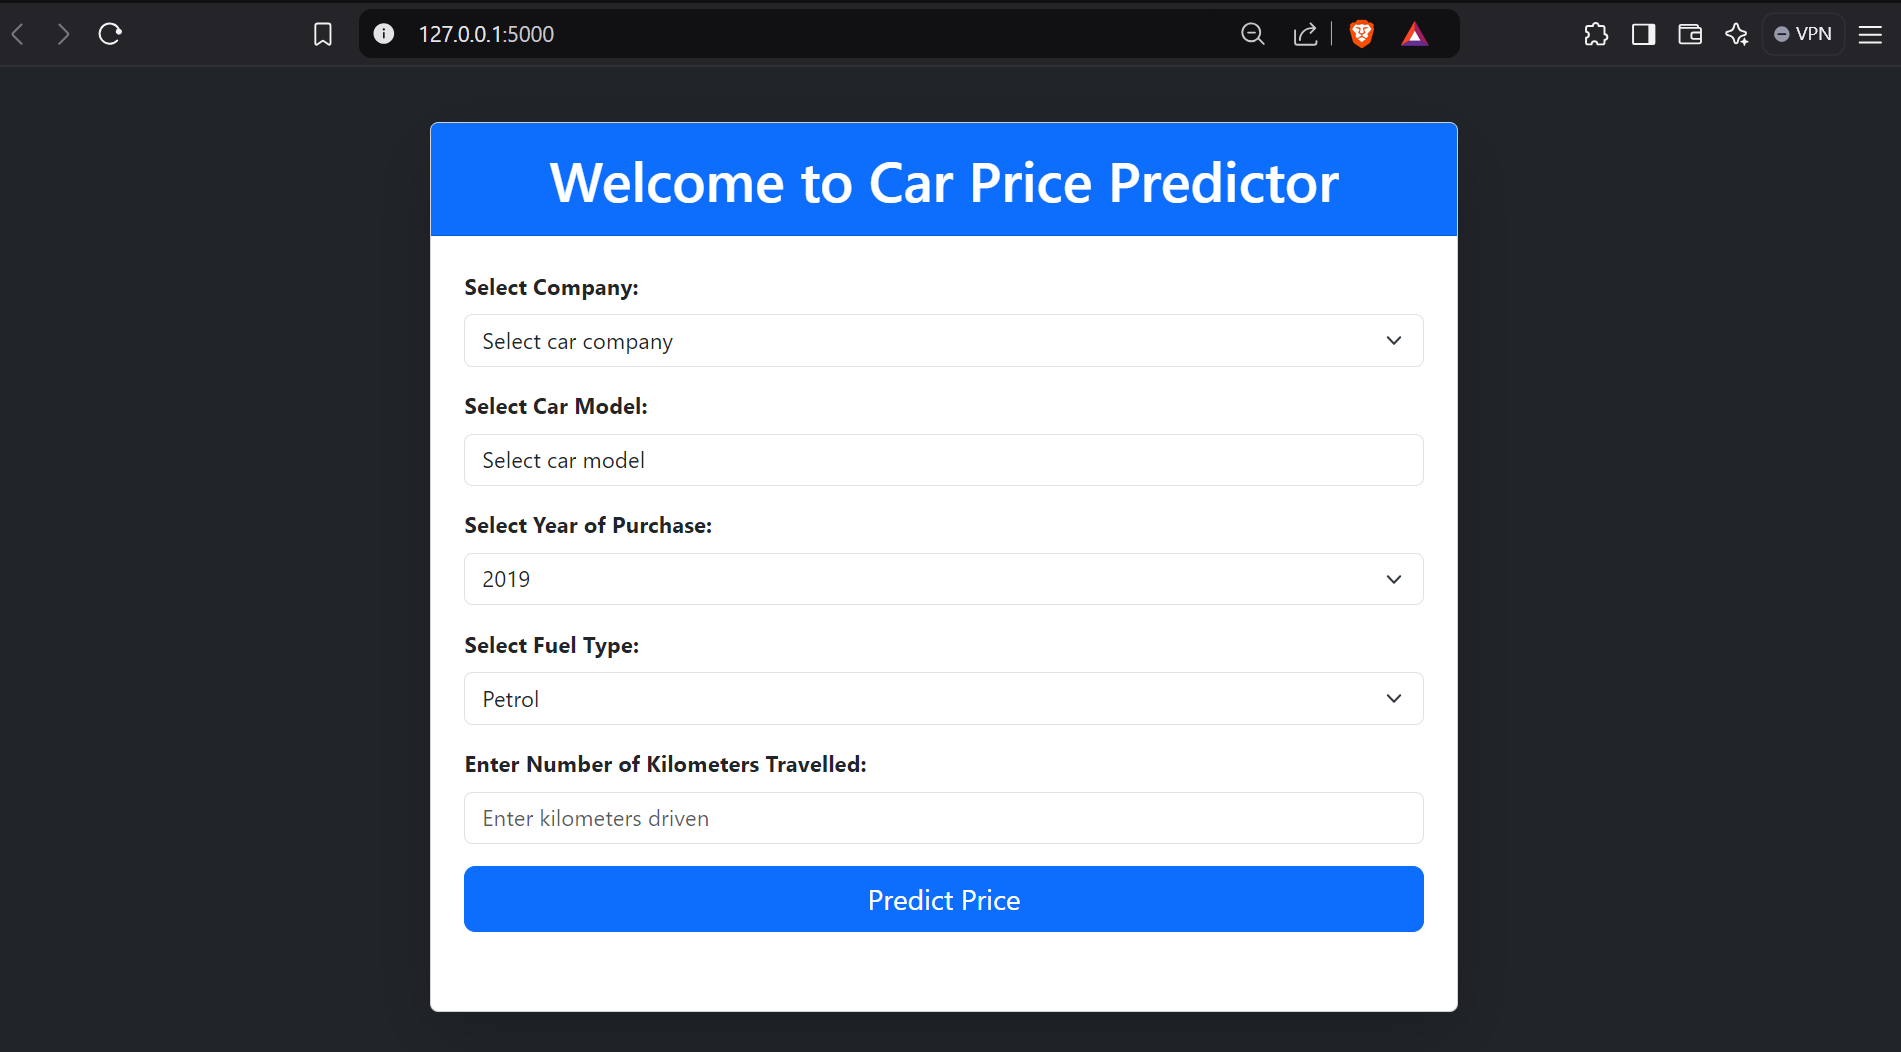 127.0.0.1:5000
VPN
Welcome to Car Price Predictor
Select Company:
Select car company
Select Car Model:
Select car model
Select Year of Purchase:
2019
Select Fuel Type:
Petrol
Enter Number of Kilometers Travelled:
Enter kilometers driven
Predict Price